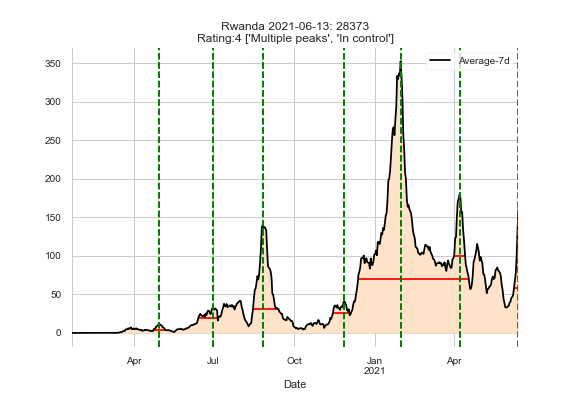 Rwanda 2021-06-13: 28373
Rating:4 ['Multiple peaks', 'In control']
Average-7d
350
300
250
200
150
100
50
0
Apr
Jul
Oct
Jan
2021
Apr
Date